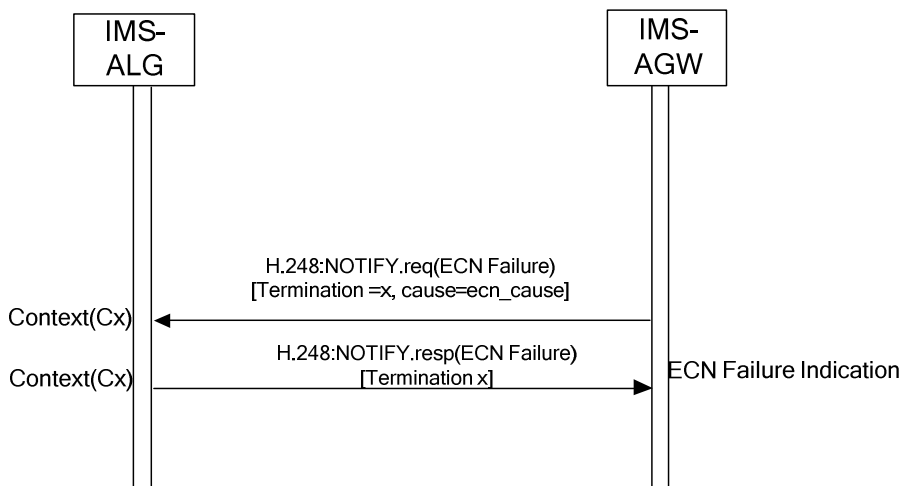 IMS-
ALG
IMS-
AGW
H.248:NOTIFY.req(ECN Failure)
[Termination =x, cause=ecn_cause]
Context(Cx)
H.248:NOTIFY.resp(ECN Failure)
[Termination x]
Context(Cx)
ECN Failure Indication